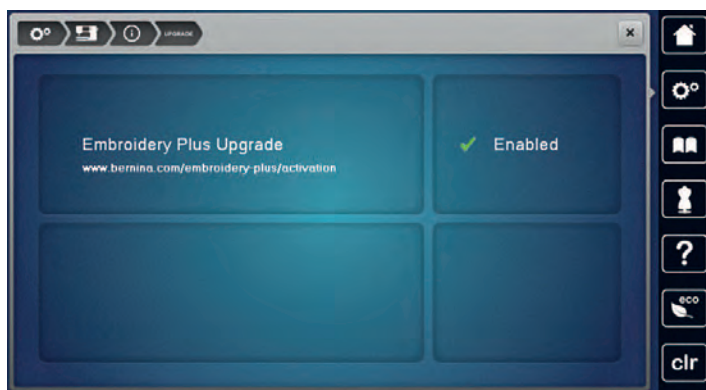 UPGRADE
Embroidery Plus Upgrade
www.bernina.com/embroidery-plus/activation
Enabled
?
eco
clr